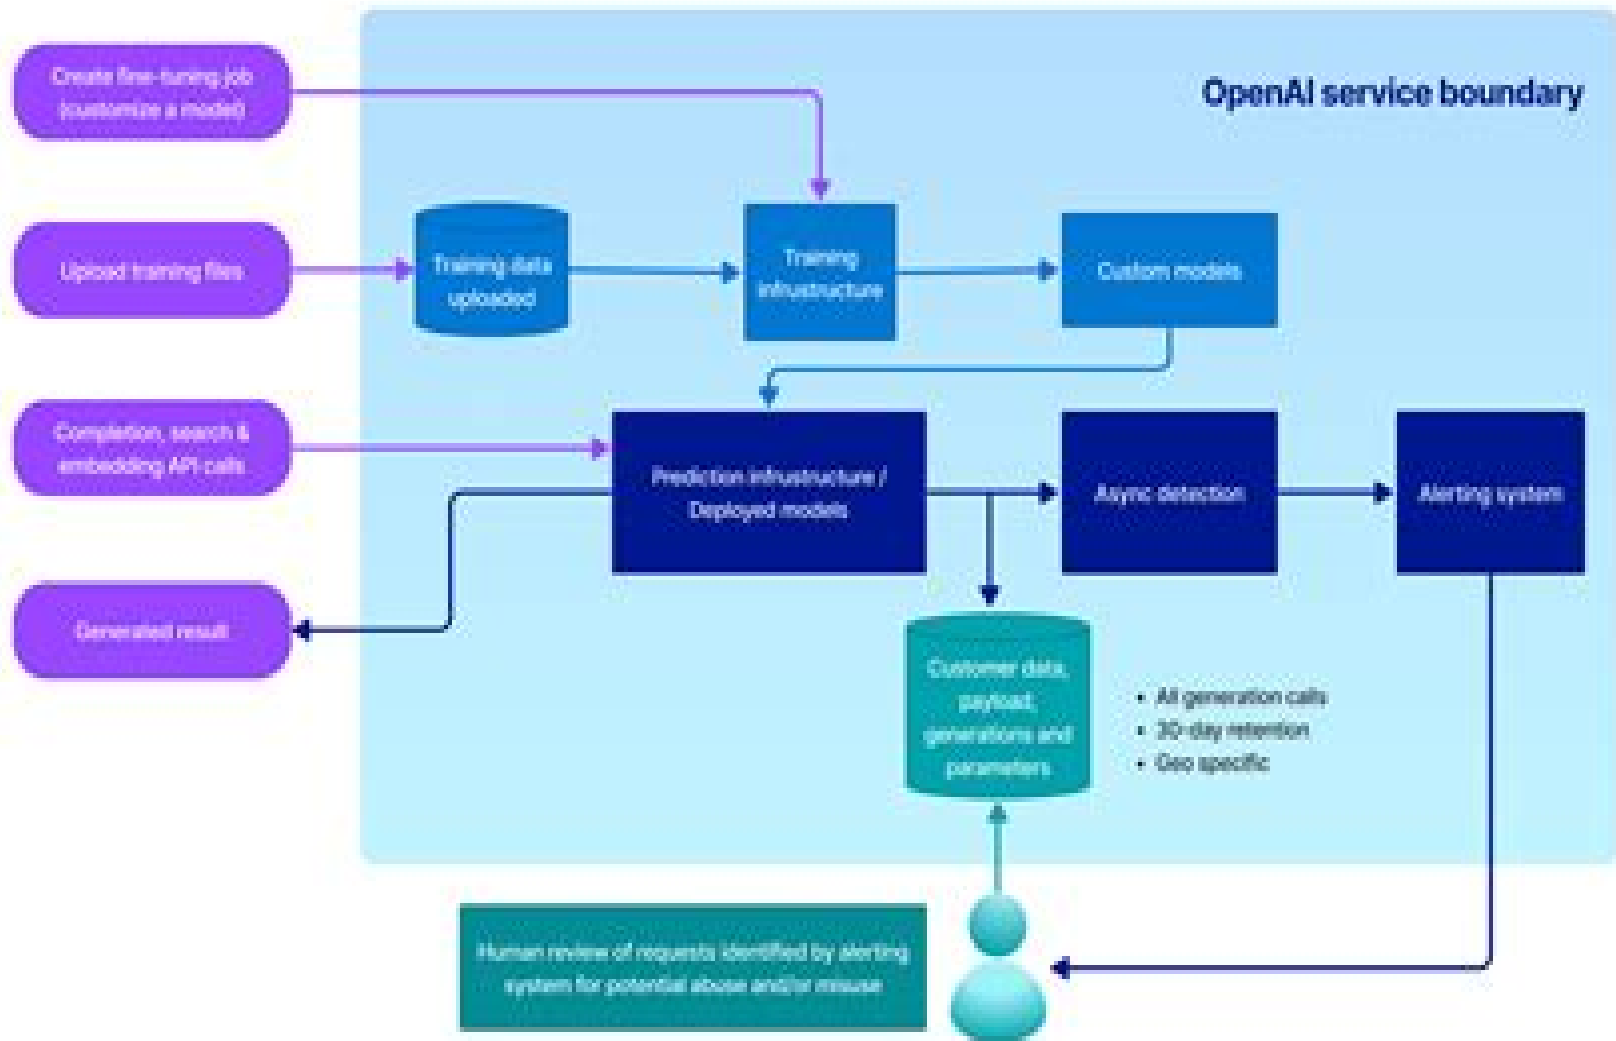 Create fine-tuning job
(customize a model)
OpenAI service boundary
Upload training files
Training data
uploaded
Training
infrastructure
Custom models
Completion, search &
embedding API calls
Prediction infrastructure /
Deployed models
Async detection
Alerting system
Generated result
Customer data,
payload,
generations and
parameters
• All generation calls
• 30-day retention
• Geo specific
Human review of requests identified by alerting
system for potential abuse and/or misuse